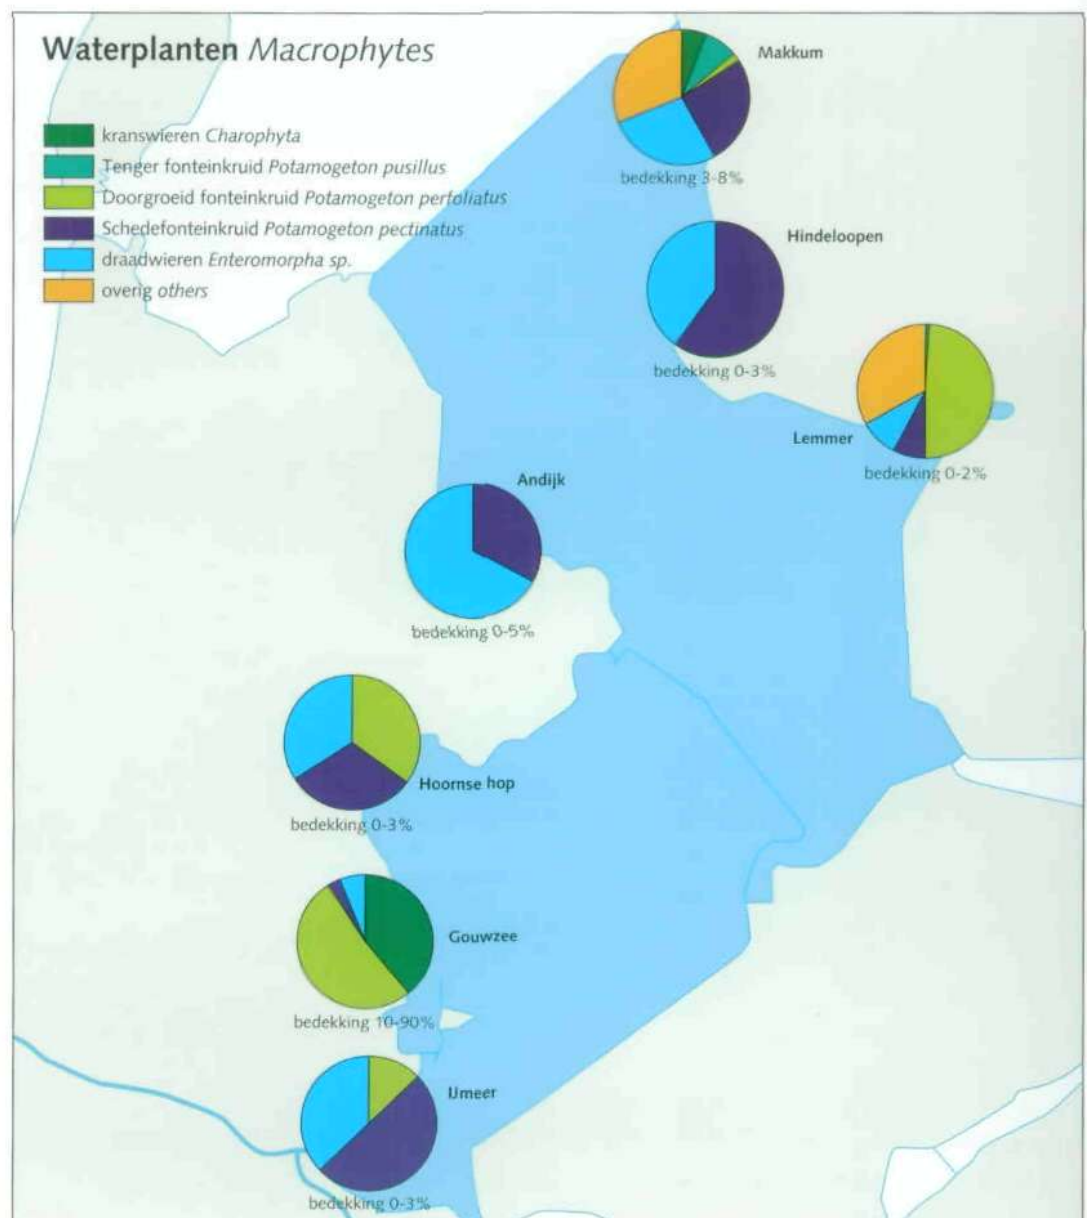 Waterplanten Macrophytes
kranswieren Charophyta
Tenger fonteinkruid Potamogeton pusillus
Doorgroeid fonteinkruid Potamogeton perfoliatus
Schedefonteinkruid Potamogeton pectinatus
draadwieren Enteromorpha sp.
overig others
Makkum
bedekking 3-8%
Hindeloopen
bedekking 0-3%
Lemmer
bedekking 0-2%
Andijk
bedekking 0-5%
Hoornse hop
bedekking 0-3%
Gouwzee
bedekking 10-90%
IJmeer
bedekking 0-3%